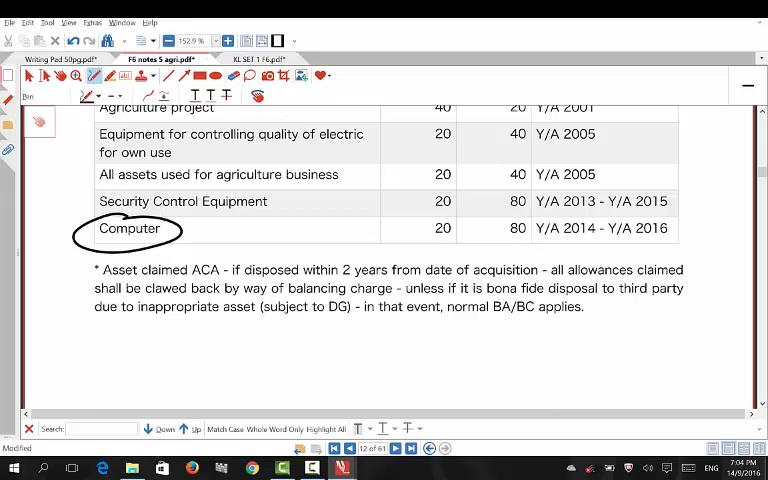 File Edit Tool View Extras Window Help
152.9 %
Writing Pad 50pg.pdf* F6 notes 5 agri.pdf* KL SET 1 F6.pdf*
Pen
Agriculture project 40 20 Y/A 2001
Equipment for controlling quality of electric 20 40 Y/A 2005
for own use
All assets used for agriculture business 20 40 Y/A 2005
Security Control Equipment 20 80 Y/A 2013 - Y/A 2015
Computer 20 80 Y/A 2014 - Y/A 2016
* Asset claimed ACA - if disposed within 2 years from date of acquisition - all allowances claimed
shall be clawed back by way of balancing charge - unless if it is bona fide disposal to third party
due to inappropriate asset (subject to DG) - in that event, normal BA/BC applies.
Search: Down Up Match Case Whole Word Only Highlight All
Modified 12 of 61
ENG 7:04 PM
14/9/2016